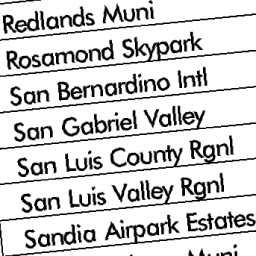 Redlands Muni
Rosamond Skypark
San Bernardino Intl
San Gabriel Valley
San Luis County Rgnl
San Luis Valley Rgnl
Sandia Airpark Estates
Muni